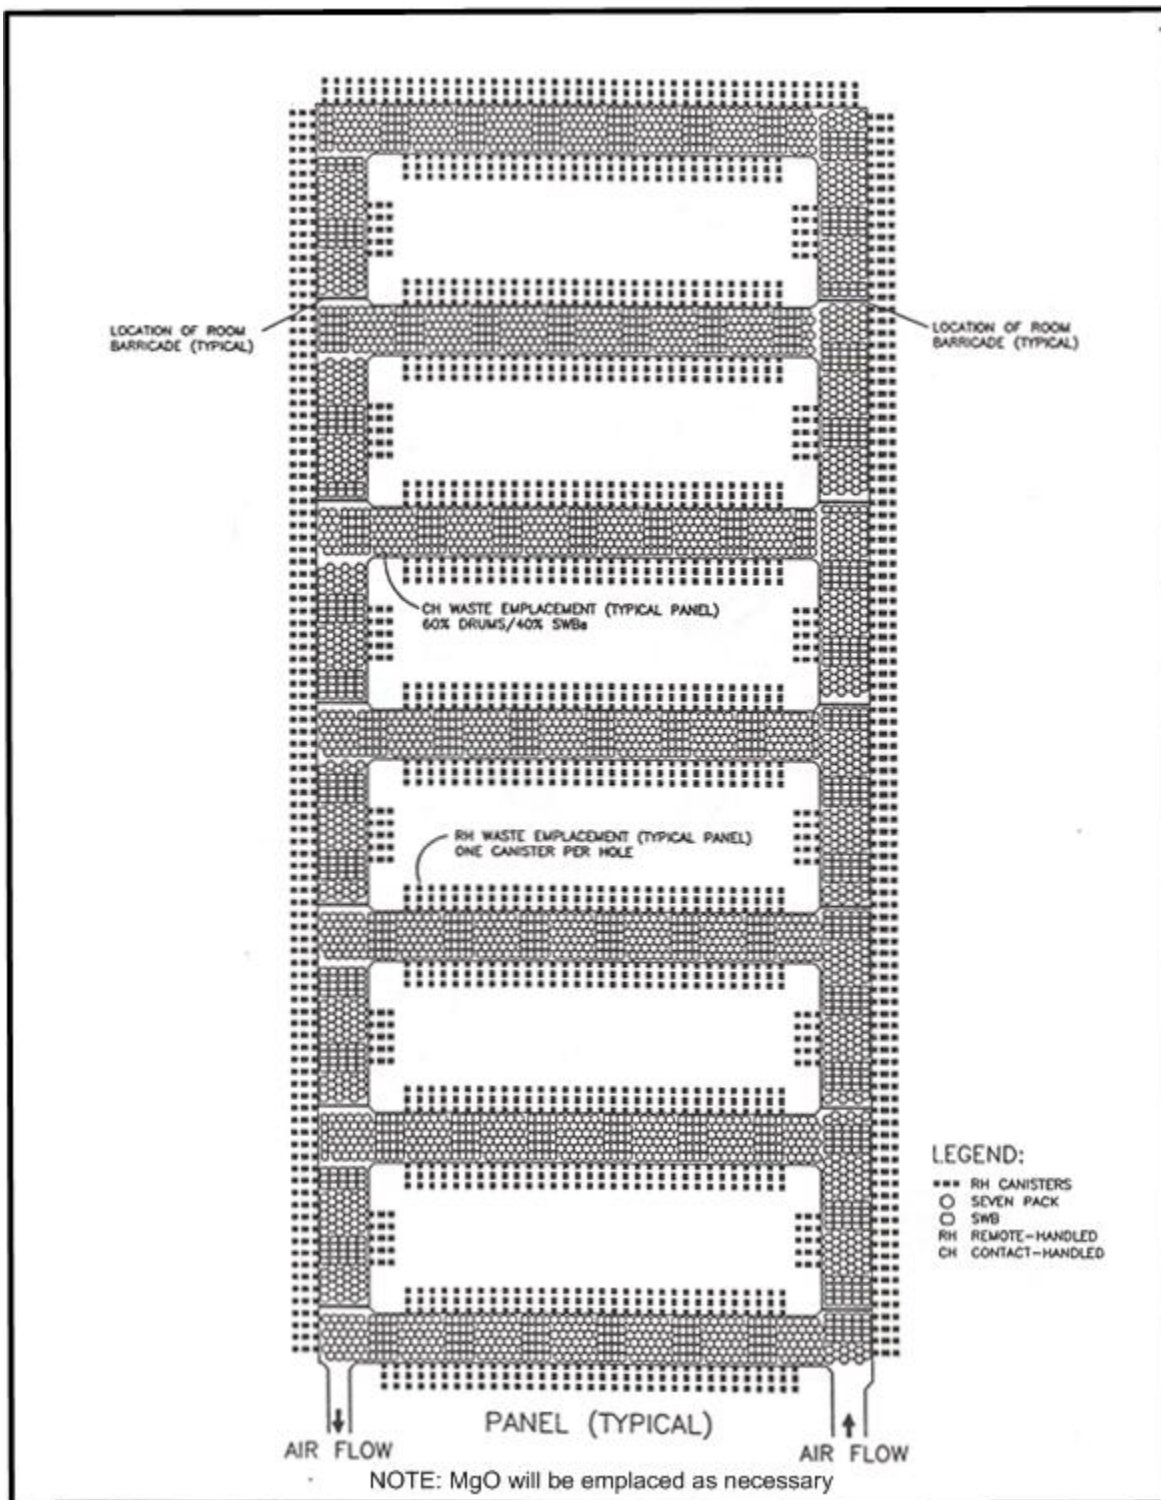 LOCATION OF ROOM
BARRICADE (TYPICAL)
LOCATION OF ROOM
BARRICADE (TYPICAL)
CH WASTE EMPLACEMENT (TYPICAL PANEL)
60% DRUMS/40% SWBs
RH WASTE EMPLACEMENT (TYPICAL PANEL)
ONE CANISTER PER HOLE
LEGEND:
RH CANISTERS
SEVEN PACK
SWB
RH REMOTE-HANDLED
CH CONTACT-HANDLED
PANEL (TYPICAL)
AIR FLOW
AIR FLOW
NOTE: MgO will be emplaced as necessary